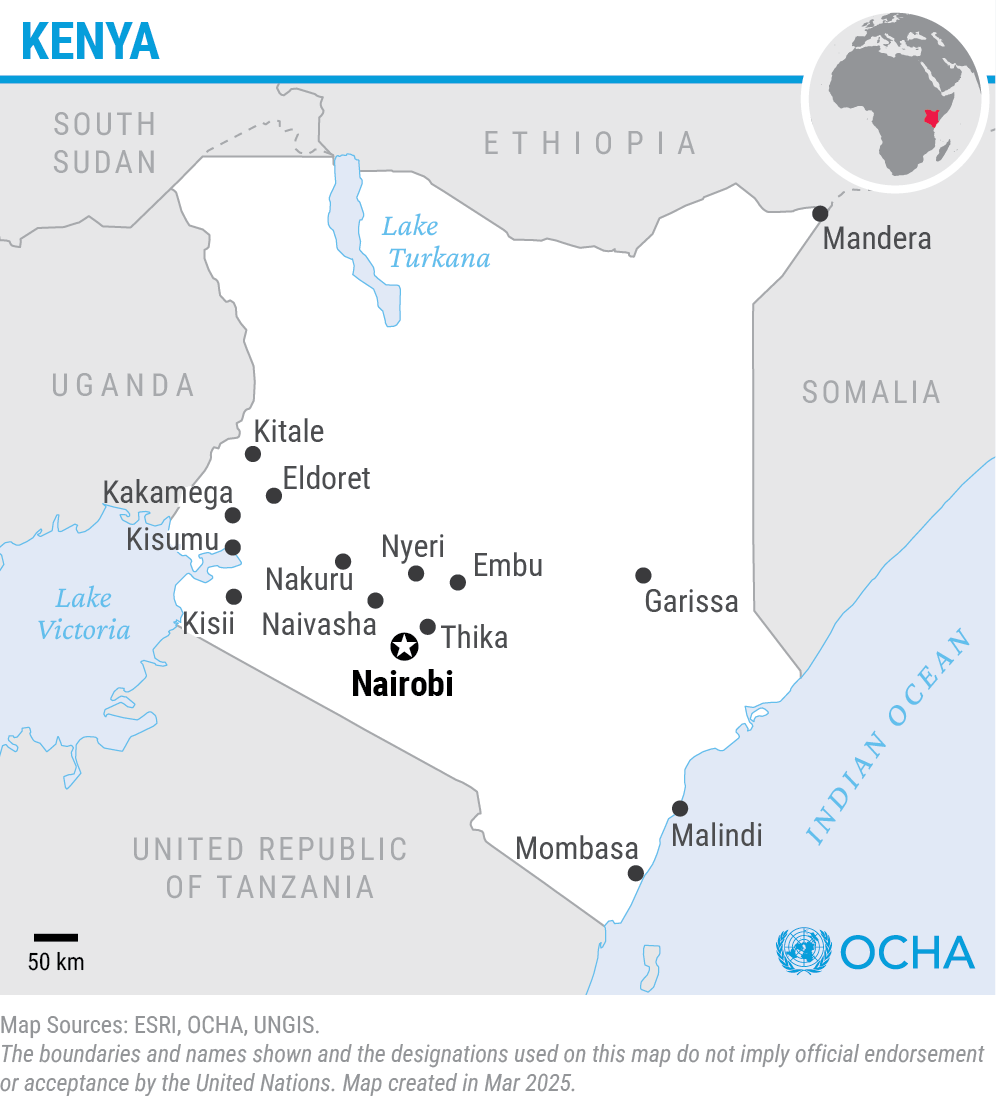 KENYA
SOUTH
SUDAN
ETHIOPIA
Lake
Turkana
Mandera
UGANDA
SOMALIA
Kitale
Eldoret
Kakamega
Kisumu
Nyeri
Embu
Nakuru
Garissa
Lake
Victoria
Kisii
Naivasha
Thika
Nairobi
INDIAN OCEAN
Malindi
Mombasa
UNITED REPUBLIC
OF TANZANIA
50 km
OCHA
Map Sources: ESRI, OCHA, UNGIS.
The boundaries and names shown and the designations used on this map do not imply official endorsement
or acceptance by the United Nations. Map created in Mar 2025.